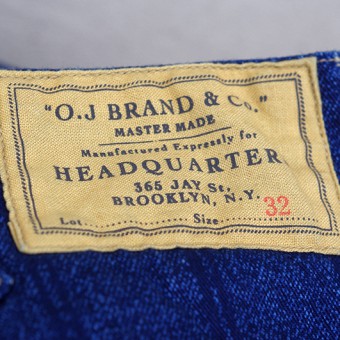 "O.J BRAND & Co."
MASTER MADE
Manufactured Expressly for
HEADQUARTER
365 JAY St,
BROOKLYN, N.Y.
Lot........ Size........ 32